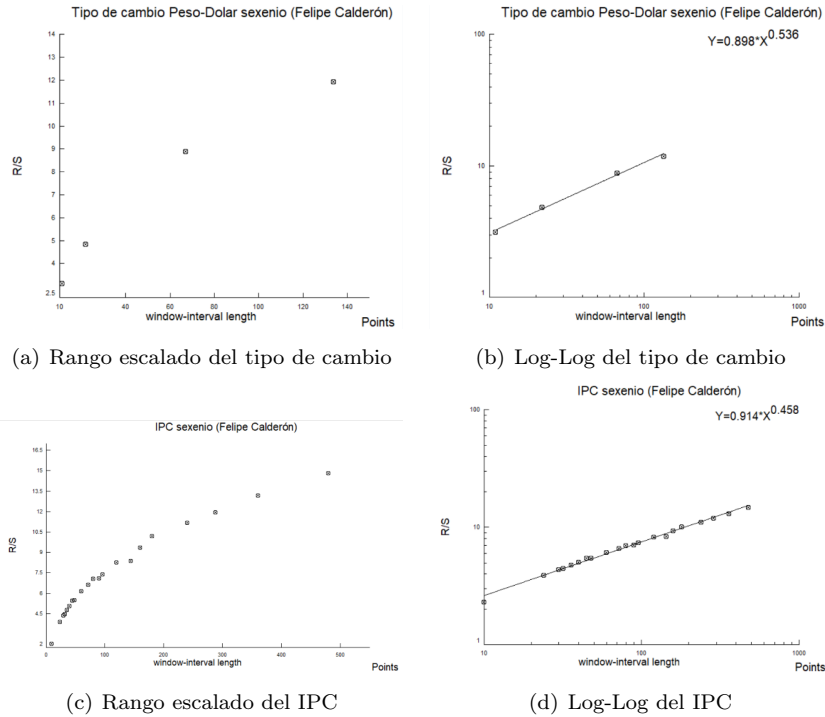 Tipo de cambio Peso-Dolar sexenio (Felipe Calderón)
14
13
12
11
10
9
8
7
6
5
4
2.5
R/S
10
40
60
80
100
120
140
window-interval length
Points
(a) Rango escalado del tipo de cambio
Tipo de cambio Peso-Dolar sexenio (Felipe Calderón)
Y=0.898*X^0.536
100
10
1
R/S
10
100
1000
window-interval length
Points
(b) Log-Log del tipo de cambio
IPC sexenio (Felipe Calderón)
16.5
15
13.5
12
10.5
9
7.5
6
4.5
2
R/S
0
100
200
300
400
500
window-interval length
Points
(c) Rango escalado del IPC
IPC sexenio (Felipe Calderón)
Y=0.914*X^0.458
100
10
1
R/S
10
100
1000
window-interval length
Points
(d) Log-Log del IPC